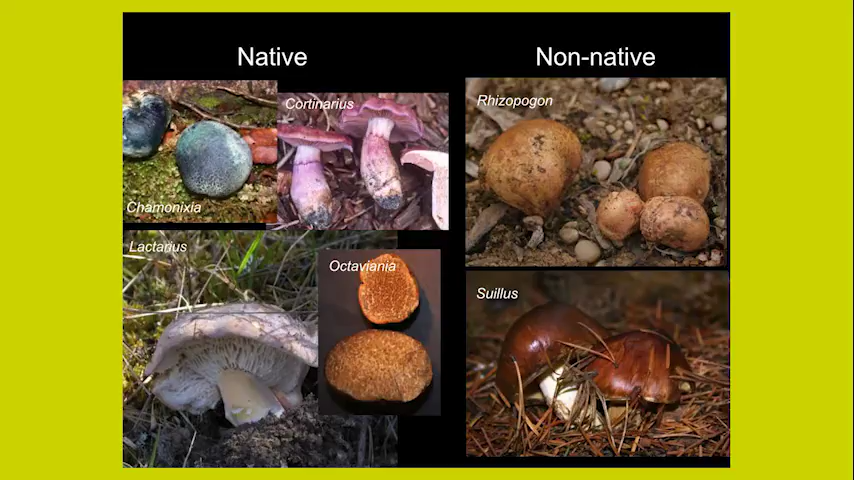 Native
Non-native
Cortinarius
Chamonixia
Lactarius
Octaviania
Rhizopogon
Suillus